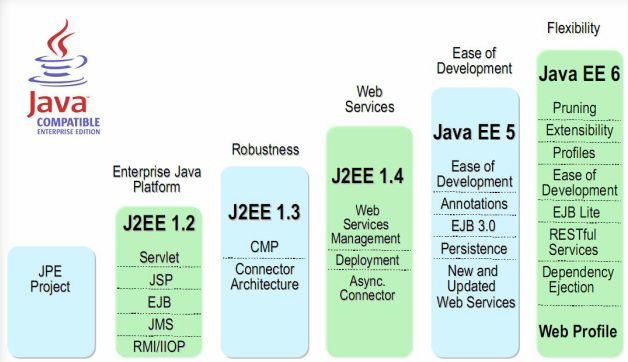 Java™
COMPATIBLE
ENTERPRISE EDITION
JPE
Project
Enterprise Java
Platform
J2EE 1.2
Servlet
JSP
EJB
JMS
RMI/IIOP
Robustness
J2EE 1.3
CMP
Connector
Architecture
Web
Services
J2EE 1.4
Web
Services
Management
Deployment
Async.
Connector
Ease of
Development
Java EE 5
Ease of
Development
Annotations
EJB 3.0
Persistence
New and
Updated
Web Services
Flexibility
Java EE 6
Pruning
Extensibility
Profiles
Ease of
Development
EJB Lite
RESTful
Services
Dependency
Ejection
Web Profile